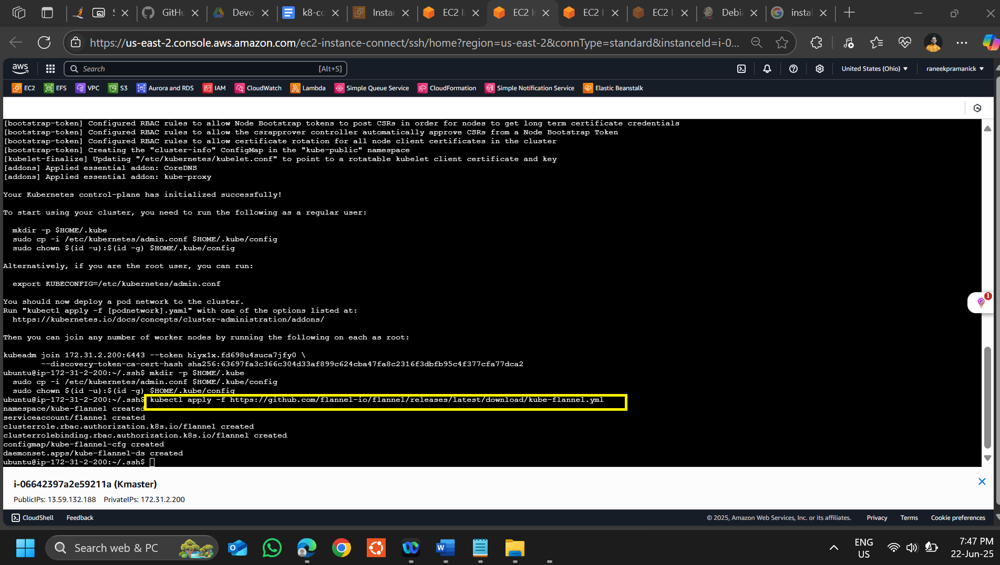 GitHu
Devo
k8-co
Instan
EC2 I
EC2 I
EC2 I
EC2 I
Debia
instal
https://us-east-2.console.aws.amazon.com/ec2-instance-connect/ssh/home?region=us-east-2&connType=standard&instanceId=i-0...
aws
Search
[Alt+S]
United States (Ohio)
raneekpramanick
EC2
EFS
VPC
S3
Aurora and RDS
IAM
CloudWatch
Lambda
Simple Queue Service
CloudFormation
Simple Notification Service
Elastic Beanstalk
[bootstrap-token] Configured RBAC rules to allow Node Bootstrap tokens to post CSRs in order for nodes to get long term certificate credentials
[bootstrap-token] Configured RBAC rules to allow the csrapprover controller automatically approve CSRs from a Node Bootstrap Token
[bootstrap-token] Configured RBAC rules to allow certificate rotation for all node client certificates in the cluster
[bootstrap-token] Creating the "cluster-info" ConfigMap in the "kube-public" namespace
[kubelet-finalize] Updating "/etc/kubernetes/kubelet.conf" to point to a rotatable kubelet client certificate and key
[addons] Applied essential addon: CoreDNS
[addons] Applied essential addon: kube-proxy
Your Kubernetes control-plane has initialized successfully!
To start using your cluster, you need to run the following as a regular user:
mkdir -p $HOME/.kube
sudo cp -i /etc/kubernetes/admin.conf $HOME/.kube/config
sudo chown $(id -u):$(id -g) $HOME/.kube/config
Alternatively, if you are the root user, you can run:
export KUBECONFIG=/etc/kubernetes/admin.conf
You should now deploy a pod network to the cluster.
Run "kubectl apply -f [podnetwork].yaml" with one of the options listed at:
https://kubernetes.io/docs/concepts/cluster-administration/addons/
Then you can join any number of worker nodes by running the following on each as root:
kubeadm join 172.31.2.200:6443 --token hiyx1x.fd698u4suca7jfy0 \
--discovery-token-ca-cert-hash sha256:63697fa3c366c304d33af899c624cba47fa8c2316f3dbfb95c4f377cfa77dca2
ubuntu@ip-172-31-2-200:~/.ssh$ mkdir -p $HOME/.kube
sudo cp -i /etc/kubernetes/admin.conf $HOME/.kube/config
sudo chown $(id -u):$(id -g) $HOME/.kube/config
ubuntu@ip-172-31-2-200:~/.ssh$ kubectl apply -f https://github.com/flannel-io/flannel/releases/latest/download/kube-flannel.yml
namespace/kube-flannel created
serviceaccount/flannel created
clusterrole.rbac.authorization.k8s.io/flannel created
clusterrolebinding.rbac.authorization.k8s.io/flannel created
configmap/kube-flannel-cfg created
daemonset.apps/kube-flannel-ds created
ubuntu@ip-172-31-2-200:~/.ssh$
1
i-06642397a2e59211a (Kmaster)
PublicIPs: 13.59.132.188 PrivateIPs: 172.31.2.200
CloudShell
Feedback
© 2025, Amazon Web Services, Inc. or its affiliates.
Privacy
Terms
Cookie preferences
Search web & PC
ENG
US
7:47 PM
22-Jun-25